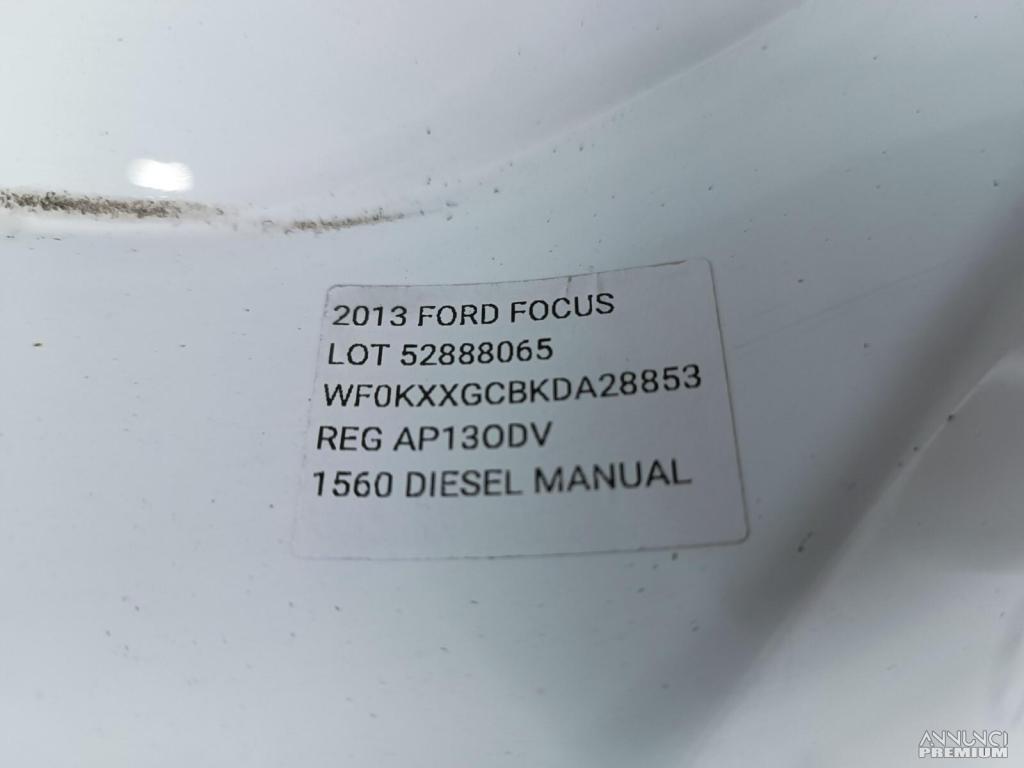 2013 FORD FOCUS
LOT 52888065
WF0KXXGCBKDA28853
REG AP13ODV
1560 DIESEL MANUAL
ANNUNCI
PREMIUM